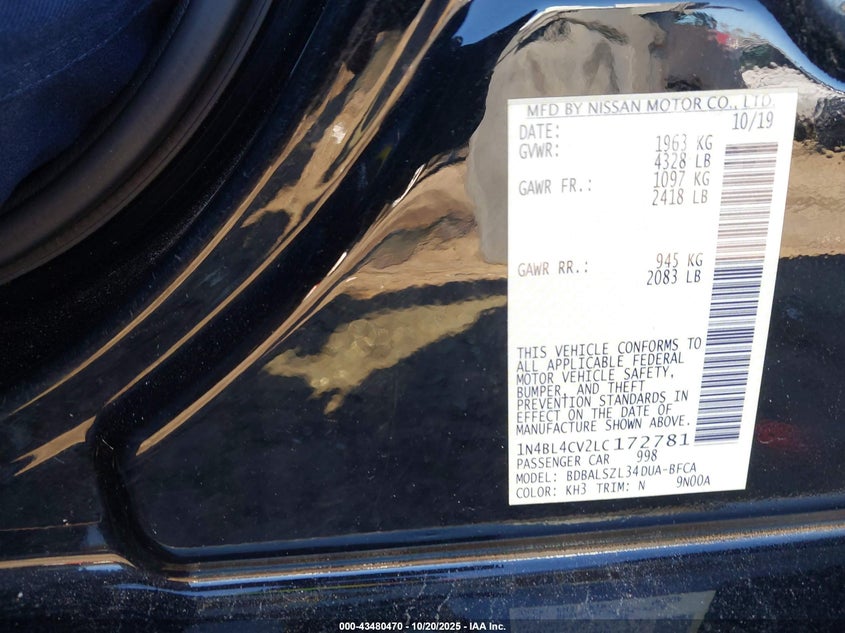 MFD BY NISSAN MOTOR CO., LTD.
DATE: 10/19
GVWR: 1963 KG
4328 LB
GAWR FR.: 1097 KG
2418 LB
GAWR RR.: 945 KG
2083 LB
THIS VEHICLE CONFORMS TO
ALL APPLICABLE FEDERAL
MOTOR VEHICLE SAFETY,
BUMPER, AND THEFT
PREVENTION STANDARDS IN
EFFECT ON THE DATE OF
MANUFACTURE SHOWN ABOVE.
1N4BL4CV2LC172781
PASSENGER CAR 998
MODEL: BDBALSZL34DUA-BFCA
COLOR: KH3 TRIM: N 9N00A
000-43480470 - 10/20/2025 - IAA Inc.